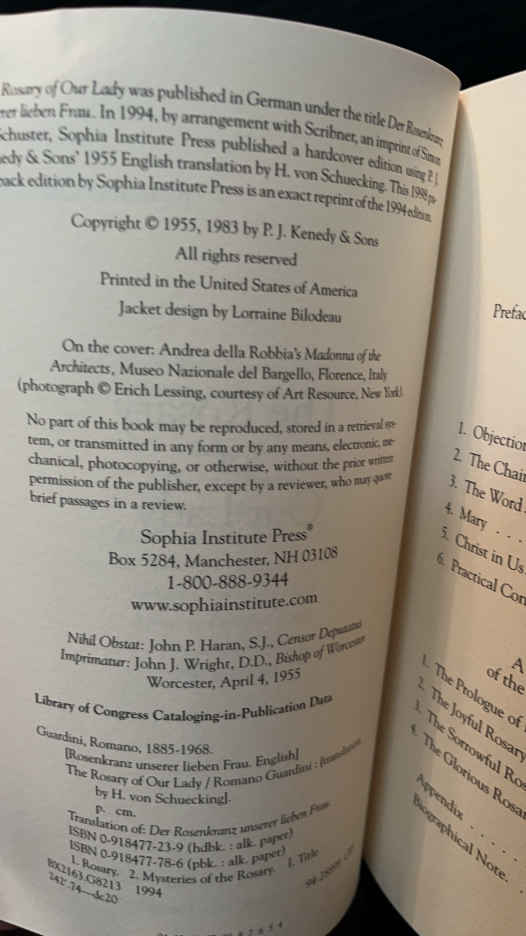 Rosary of Our Lady was published in German under the title Der Rosenkranz
lieben Frau. In 1994, by arrangement with Scribner, an imprint of Simon
Schuster, Sophia Institute Press published a hardcover edition using P. J.
edy & Sons' 1955 English translation by H. von Schuecking. This 1998 pa-
back edition by Sophia Institute Press is an exact reprint of the 1994 edition.
Copyright © 1955, 1983 by P. J. Kenedy & Sons
All rights reserved
Printed in the United States of America
Jacket design by Lorraine Bilodeau
On the cover: Andrea della Robbia's Madonna of the
Architects, Museo Nazionale del Bargello, Florence, Italy
(photograph © Erich Lessing, courtesy of Art Resource, New York).
No part of this book may be reproduced, stored in a retrieval sys-
tem, or transmitted in any form or by any means, electronic, me-
chanical, photocopying, or otherwise, without the prior written
permission of the publisher, except by a reviewer, who may quote
brief passages in a review.
Sophia Institute Press®
Box 5284, Manchester, NH 03108
1-800-888-9344
www.sophiainstitute.com
Nihil Obstat: John P. Haran, S.J., Censor Deputatus
Imprimatur: John J. Wright, D.D., Bishop of Worcester
Worcester, April 4, 1955
Library of Congress Cataloging-in-Publication Data
Guardini, Romano, 1885-1968.
[Rosenkranz unserer lieben Frau. English]
The Rosary of Our Lady / Romano Guardini : [translation
by H. von Schuecking].
p. cm.
Translation of: Der Rosenkranz unserer lieben Frau.
ISBN 0-918477-23-9 (hdbk. : alk. paper)
ISBN 0-918477-78-6 (pbk. : alk. paper)
1. Rosary. 2. Mysteries of the Rosary. I. Title
BX2163.G8213 1994
242'.74—dc20
Prefac
1. Objection
2. The Chain
3. The Word
4. Mary . . .
5. Christ in Us
6. Practical Con
A
of the
1. The Prologue of
2. The Joyful Rosary
3. The Sorrowful Ros
4. The Glorious Rosar
Appendix . . . . .
Biographical Note. .